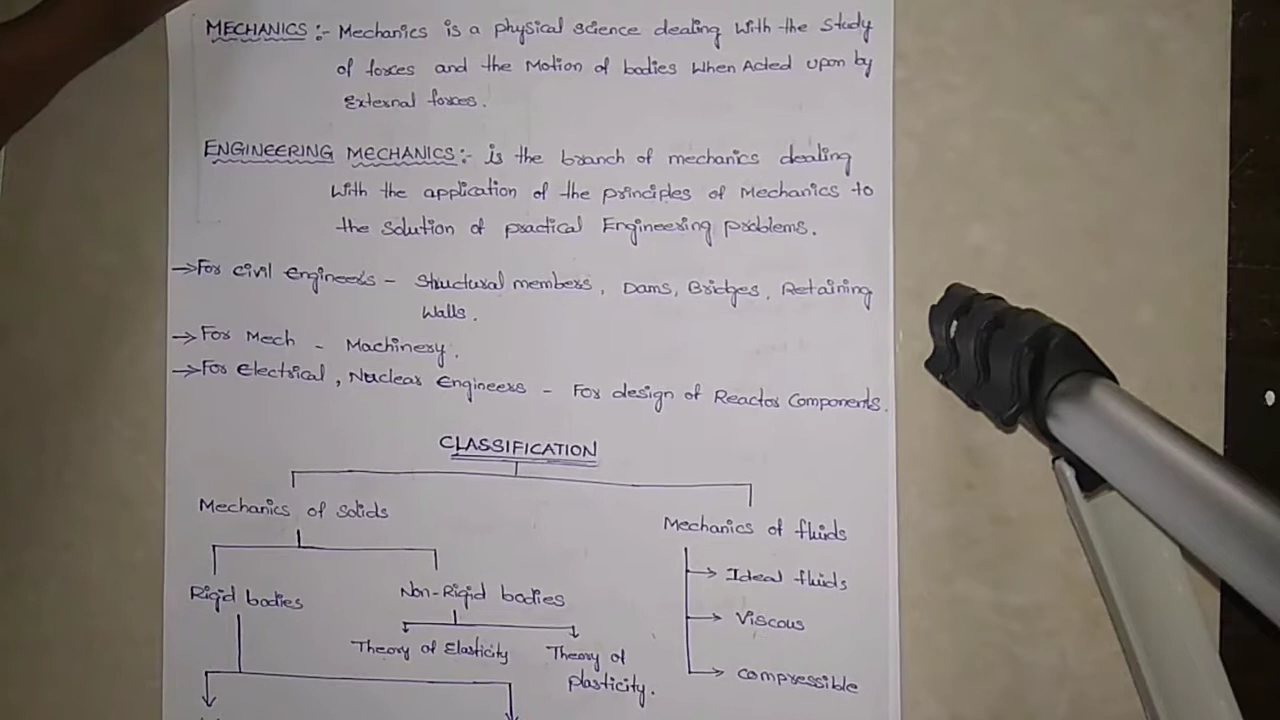 MECHANICS :- Mechanics is a physical science dealing with the study
of forces and the Motion of bodies when Acted upon by
External forces.
ENGINEERING MECHANICS:- is the branch of mechanics dealing
with the application of the principles of Mechanics to
the solution of practical Engineering problems.
→ For civil Engineers - Structural members, Dams, Bridges, Retaining
Walls.
→ For Mech - Machinery.
→ For Electrical, Nuclear Engineers - For design of Reactor Components.
CLASSIFICATION
Mechanics of solids
Mechanics of fluids
Rigid bodies
Non-Rigid bodies
→ Ideal fluids
→ Viscous
Theory of Elasticity
Theory of
plasticity.
→ compressible